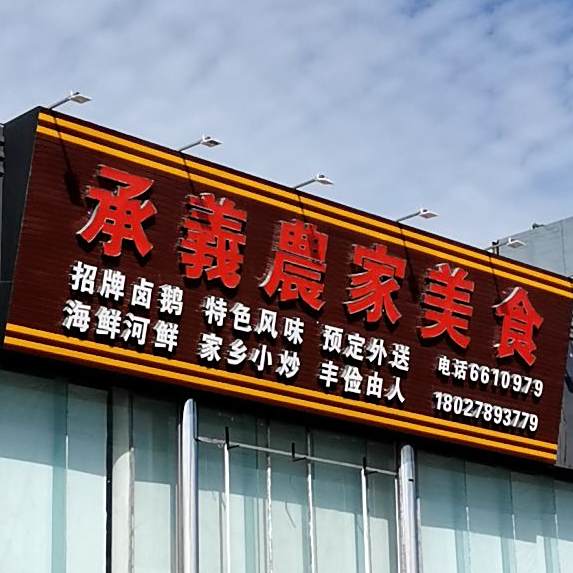 承義農家美食
招牌卤鹅 特色风味 预定外送 电话6610979
海鲜河鲜 家乡小炒 丰俭由人 18027893779